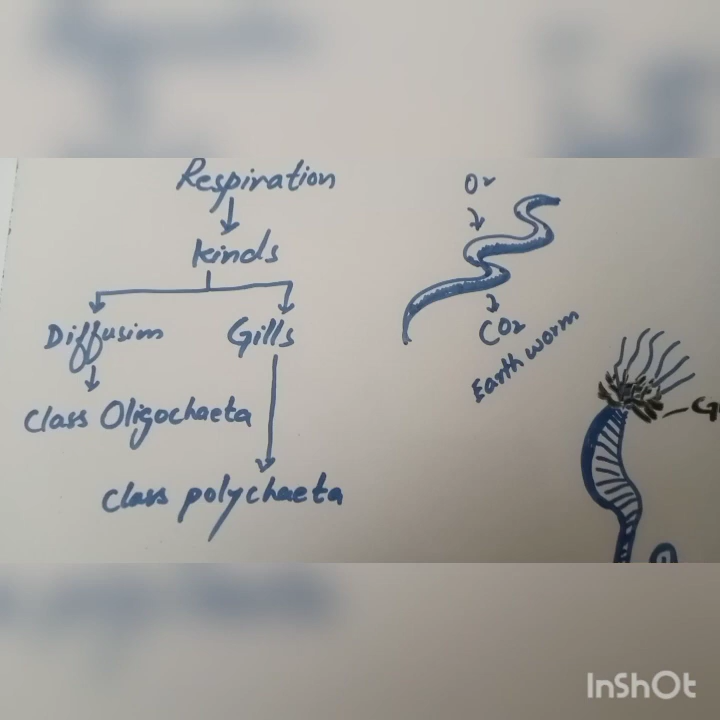 Respiration
Kinds
Diffusion
Gills
Class Oligochaeta
Class polychaeta
O2
CO2
Earth worm
InShOt